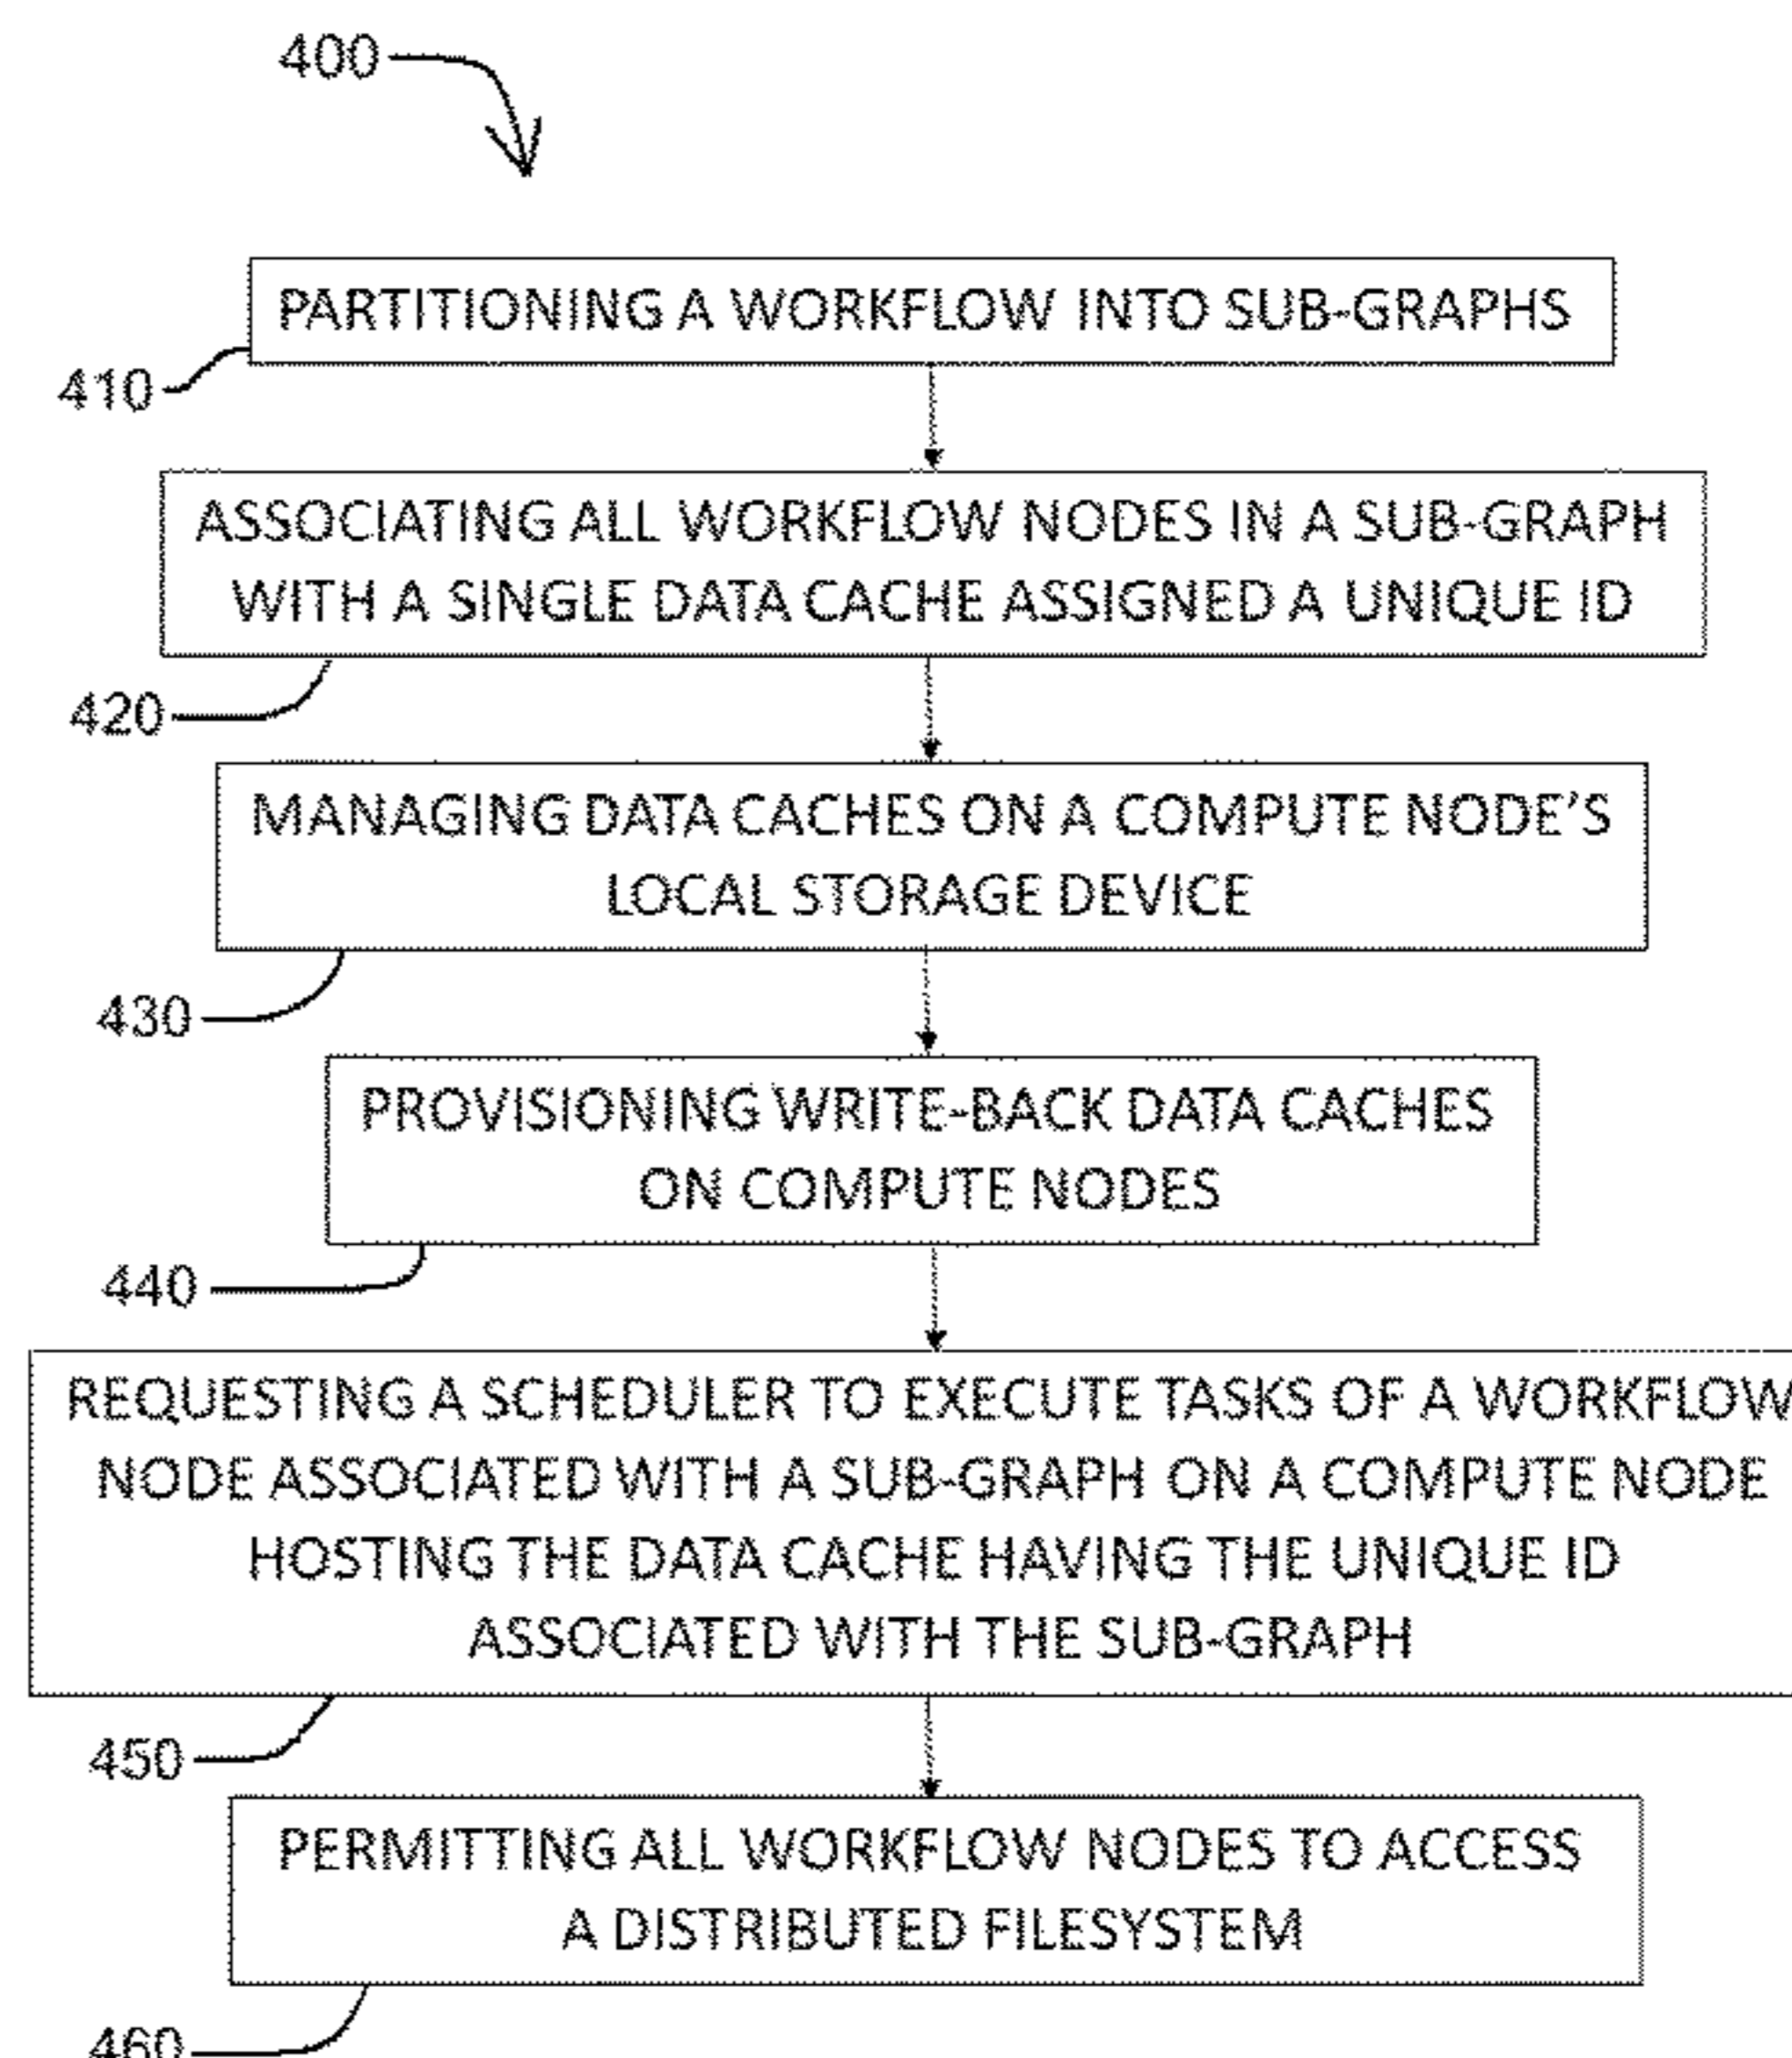 400
PARTITIONING A WORKFLOW INTO SUB-GRAPHS
410
ASSOCIATING ALL WORKFLOW NODES IN A SUB-GRAPH
WITH A SINGLE DATA CACHE ASSIGNED A UNIQUE ID
420
MANAGING DATA CACHES ON A COMPUTE NODE'S
LOCAL STORAGE DEVICE
430
PROVISIONING WRITE-BACK DATA CACHES
ON COMPUTE NODES
440
REQUESTING A SCHEDULER TO EXECUTE TASKS OF A WORKFLOW
NODE ASSOCIATED WITH A SUB-GRAPH ON A COMPUTE NODE
HOSTING THE DATA CACHE HAVING THE UNIQUE ID
ASSOCIATED WITH THE SUB-GRAPH
450
PERMITTING ALL WORKFLOW NODES TO ACCESS
A DISTRIBUTED FILESYSTEM
460